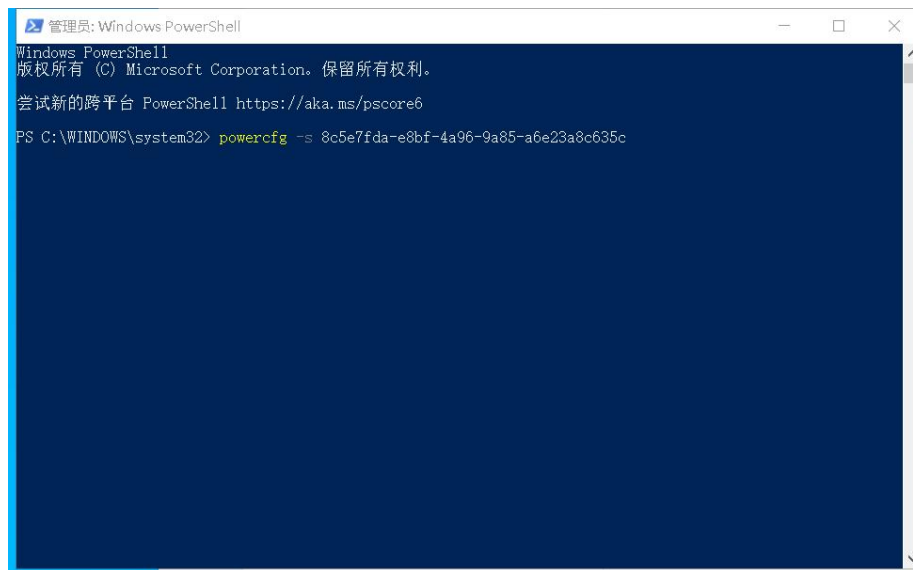 管理员: Windows PowerShell
Windows PowerShell
版权所有 (C) Microsoft Corporation。保留所有权利。
尝试新的跨平台 PowerShell https://aka.ms/pscore6
PS C:\WINDOWS\system32> powercfg -s 8c5e7fda-e8bf-4a96-9a85-a6e23a8c635c